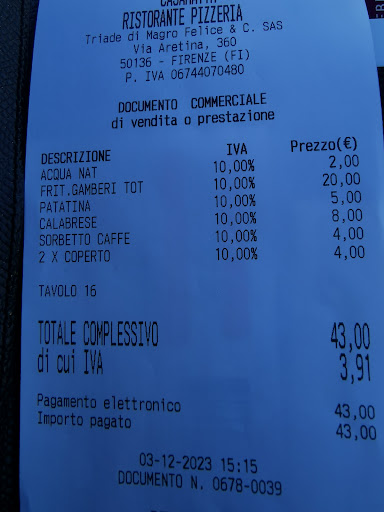 RISTORANTE PIZZERIA
Triade di Magro Felice & C. SAS
Via Aretina, 360
50136 - FIRENZE (FI)
P. IVA 06744070480
DOCUMENTO COMMERCIALE
di vendita o prestazione
DESCRIZIONE IVA Prezzo(€)
ACQUA NAT 10,00% 2,00
FRIT.GAMBERI TOT 10,00% 20,00
PATATINA 10,00% 5,00
CALABRESE 10,00% 8,00
SORBETTO CAFFE 10,00% 4,00
2 X COPERTO 10,00% 4,00
TAVOLO 16
TOTALE COMPLESSIVO 43,00
di cui IVA 3,91
Pagamento elettronico 43,00
Importo pagato 43,00
03-12-2023 15:15
DOCUMENTO N. 0678-0039